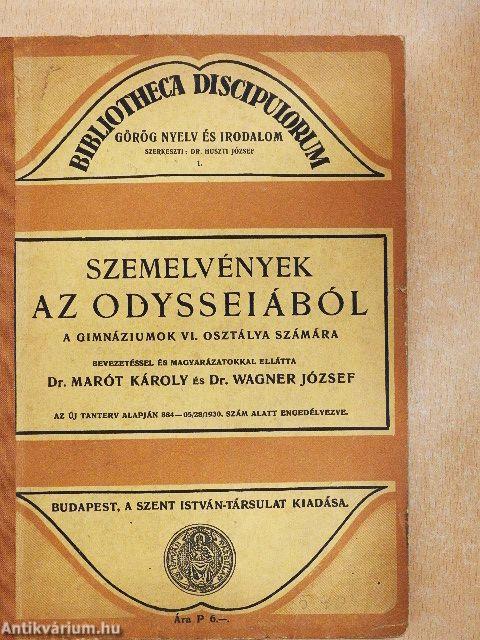 BIBLIOTHECA DISCIPULORUM
GÖRÖG NYELV ÉS IRODALOM
SZERKESZTI: DR. HUSZTI JÓZSEF
1.
SZEMELVÉNYEK
AZ ODYSSEIÁBÓL
A GIMNÁZIUMOK VI. OSZTÁLYA SZÁMÁRA
BEVEZETÉSSEL ÉS MAGYARÁZATOKKAL ELLÁTTA
Dr. MARÓT KÁROLY és Dr. WAGNER JÓZSEF
AZ ÚJ TANTERV ALAPJÁN 884—05/28/1930. SZÁM ALATT ENGEDÉLYEZVE.
BUDAPEST, A SZENT ISTVÁN-TÁRSULAT KIADÁSA.
Ára P 6.—.
Antikvárium.hu